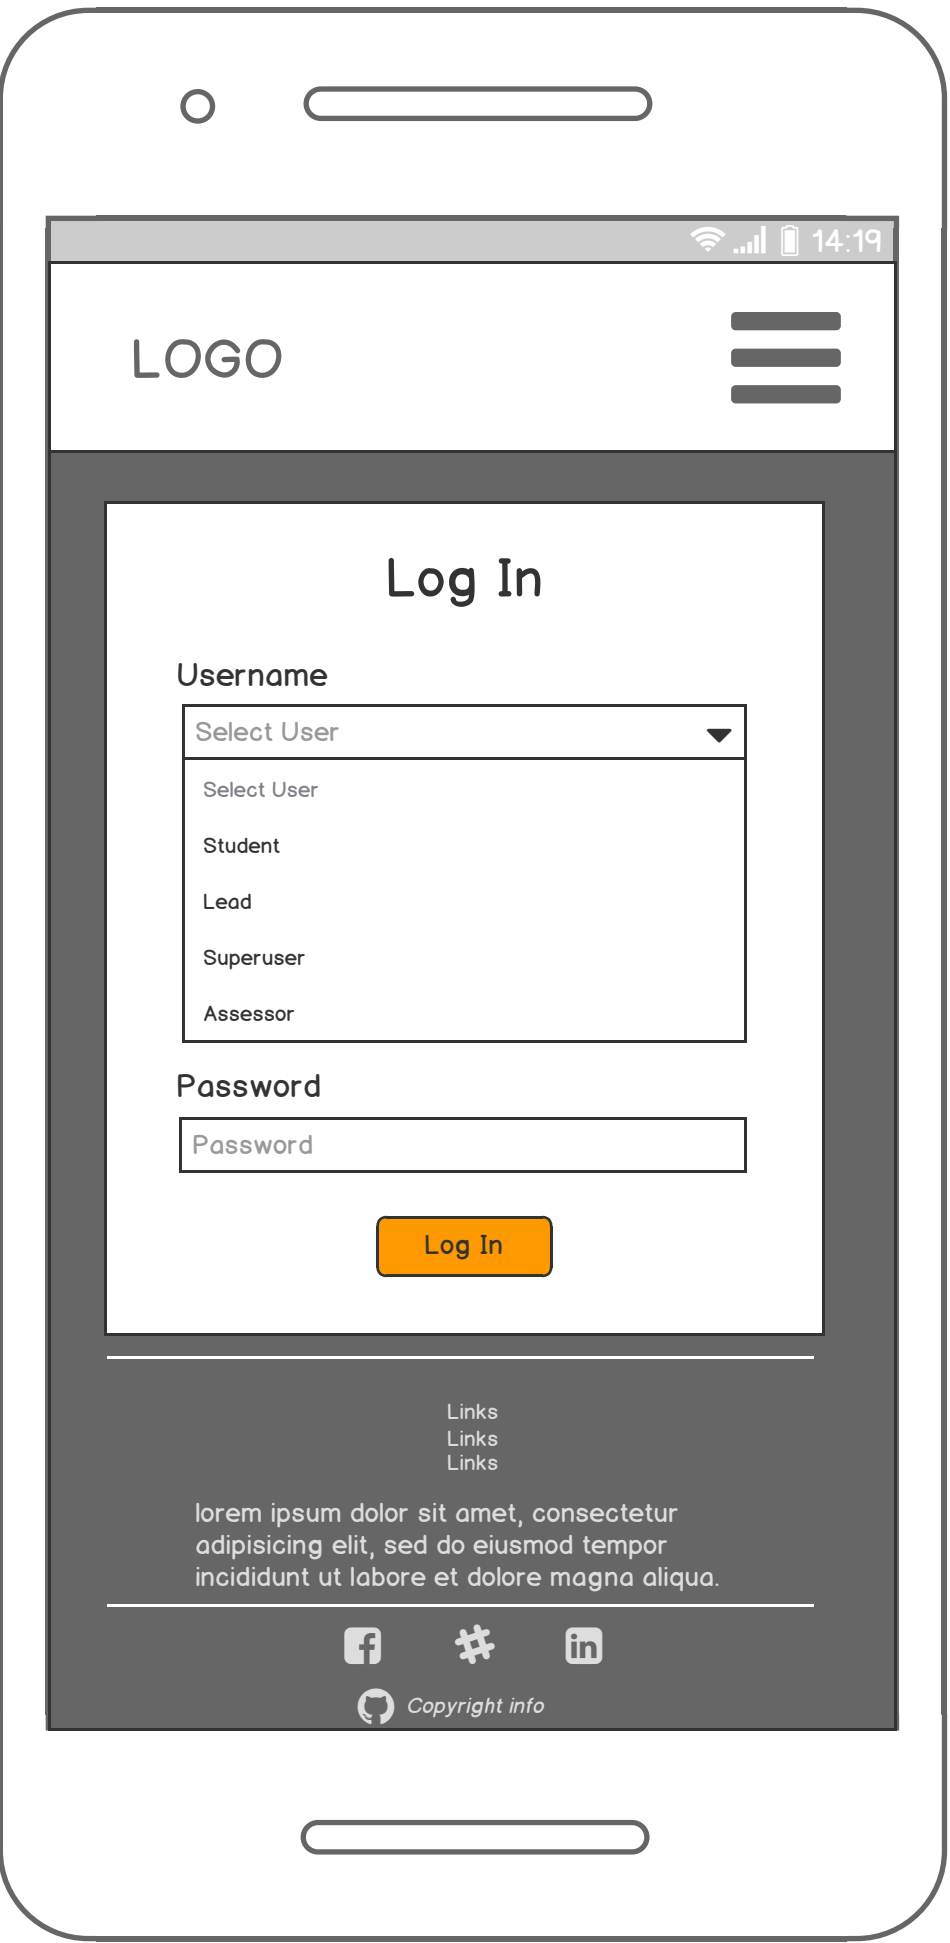 14:19
LOGO
Log In
Username
Select User
Select User
Student
Lead
Superuser
Assessor
Password
Password
Log In
Links
Links
Links
lorem ipsum dolor sit amet, consectetur
adipisicing elit, sed do eiusmod tempor
incididunt ut labore et dolore magna aliqua.
Copyright info